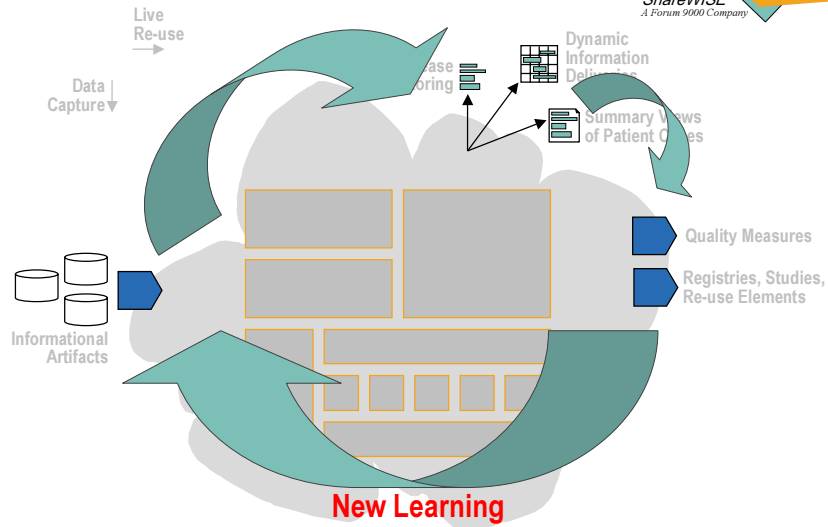 ShareWISE
A Forum 9000 Company
Live
Re-use
Data
Capture
Dynamic
Information
Deliveries
Summary Views
of Patient
Quality Measures
Registries, Studies,
Re-use Elements
Informational
Artifacts
New Learning